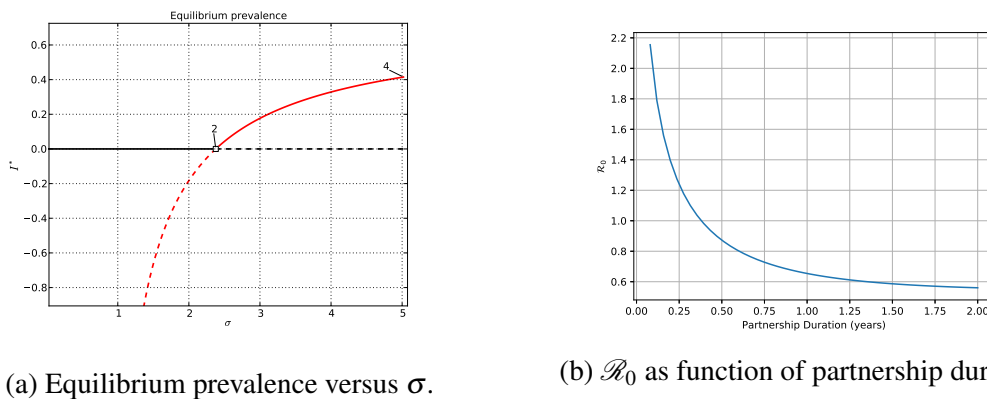 Equilibrium prevalence
0.6
0.4
0.2
0.0
−0.2
−0.4
−0.6
−0.8
I*
2
4
1 2 3 4 5
σ
(a) Equilibrium prevalence versus σ.
2.2
2.0
1.8
1.6
1.4
1.2
1.0
0.8
0.6
ℛ₀
0.00 0.25 0.50 0.75 1.00 1.25 1.50 1.75 2.00
Partnership Duration (years)
(b) ℛ₀ as function of partnership dur